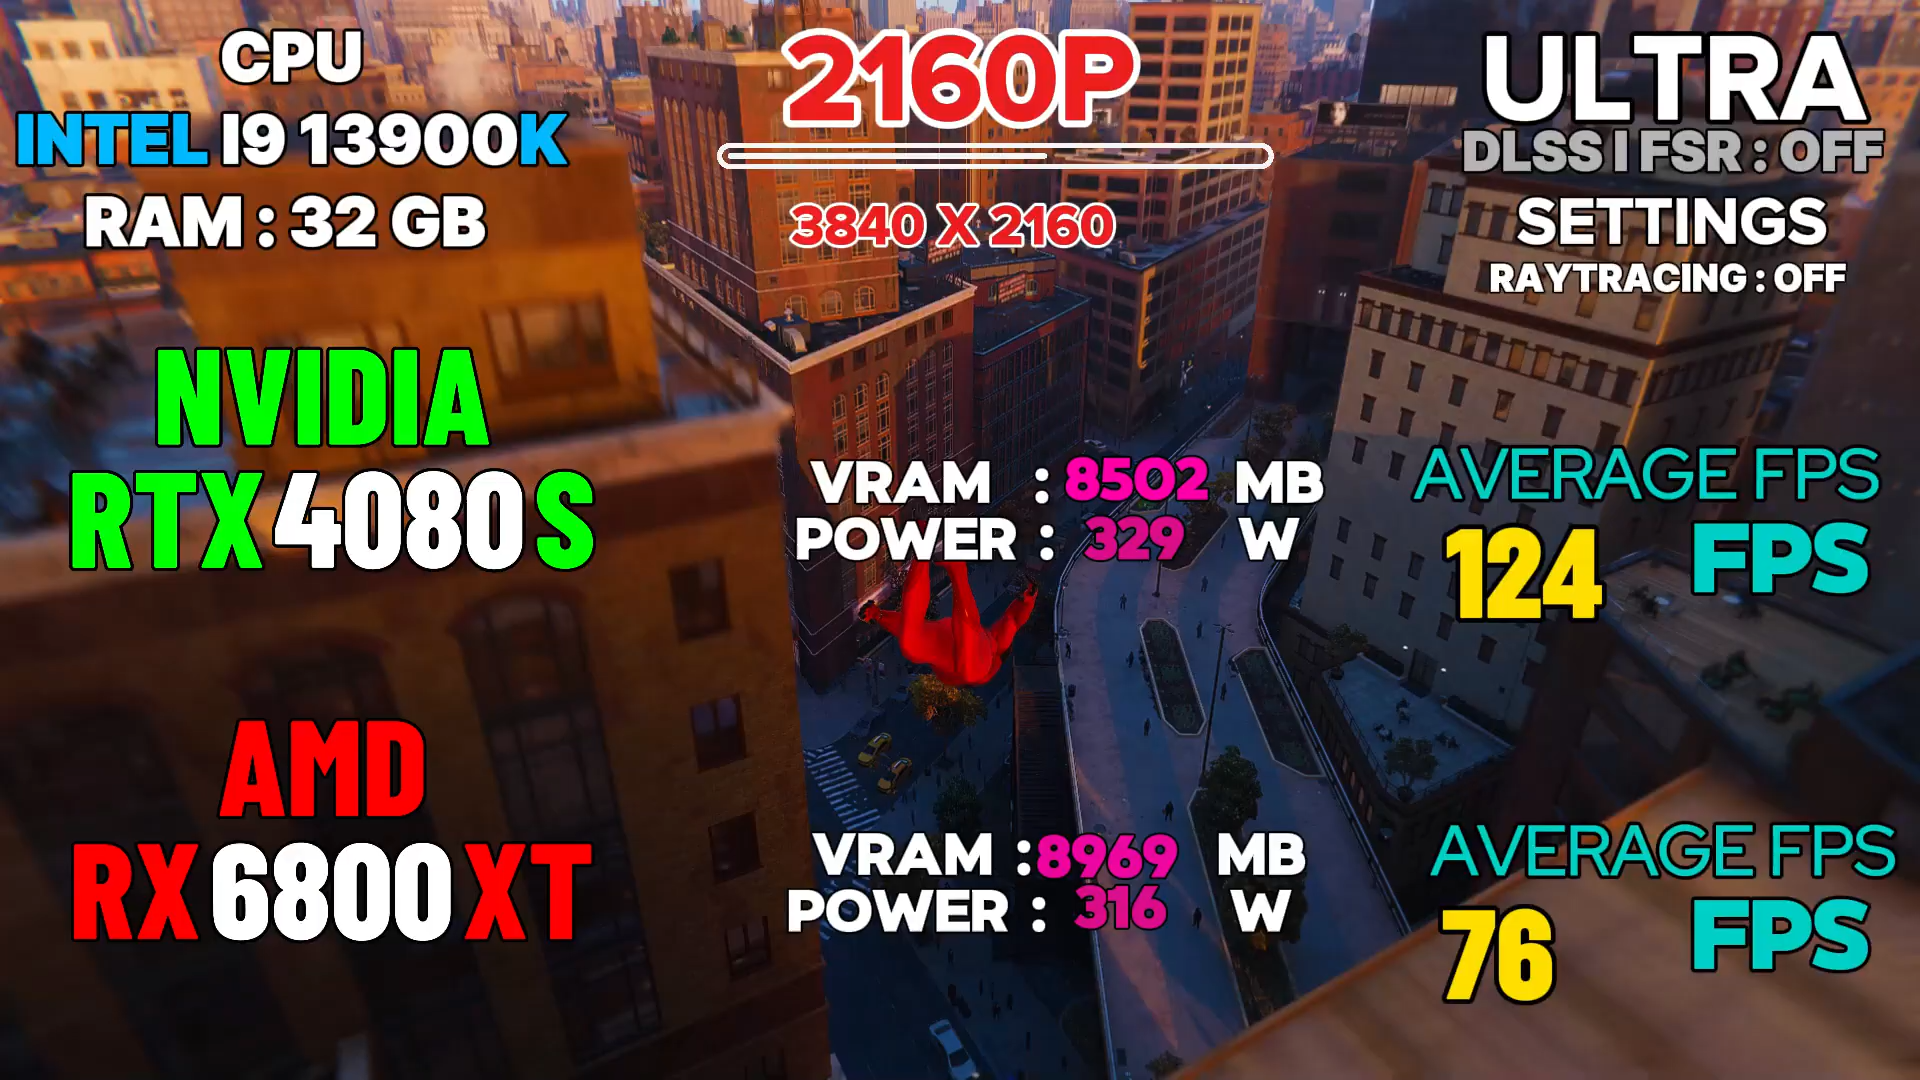 CPU
INTEL I9 13900K
RAM : 32 GB
2160P
3840 X 2160
ULTRA
DLSS | FSR : OFF
SETTINGS
RAYTRACING : OFF
NVIDIA
RTX 4080 S
VRAM : 8502 MB
POWER : 329 W
AVERAGE FPS
124 FPS
AMD
RX 6800 XT
VRAM : 8969 MB
POWER : 316 W
AVERAGE FPS
76 FPS